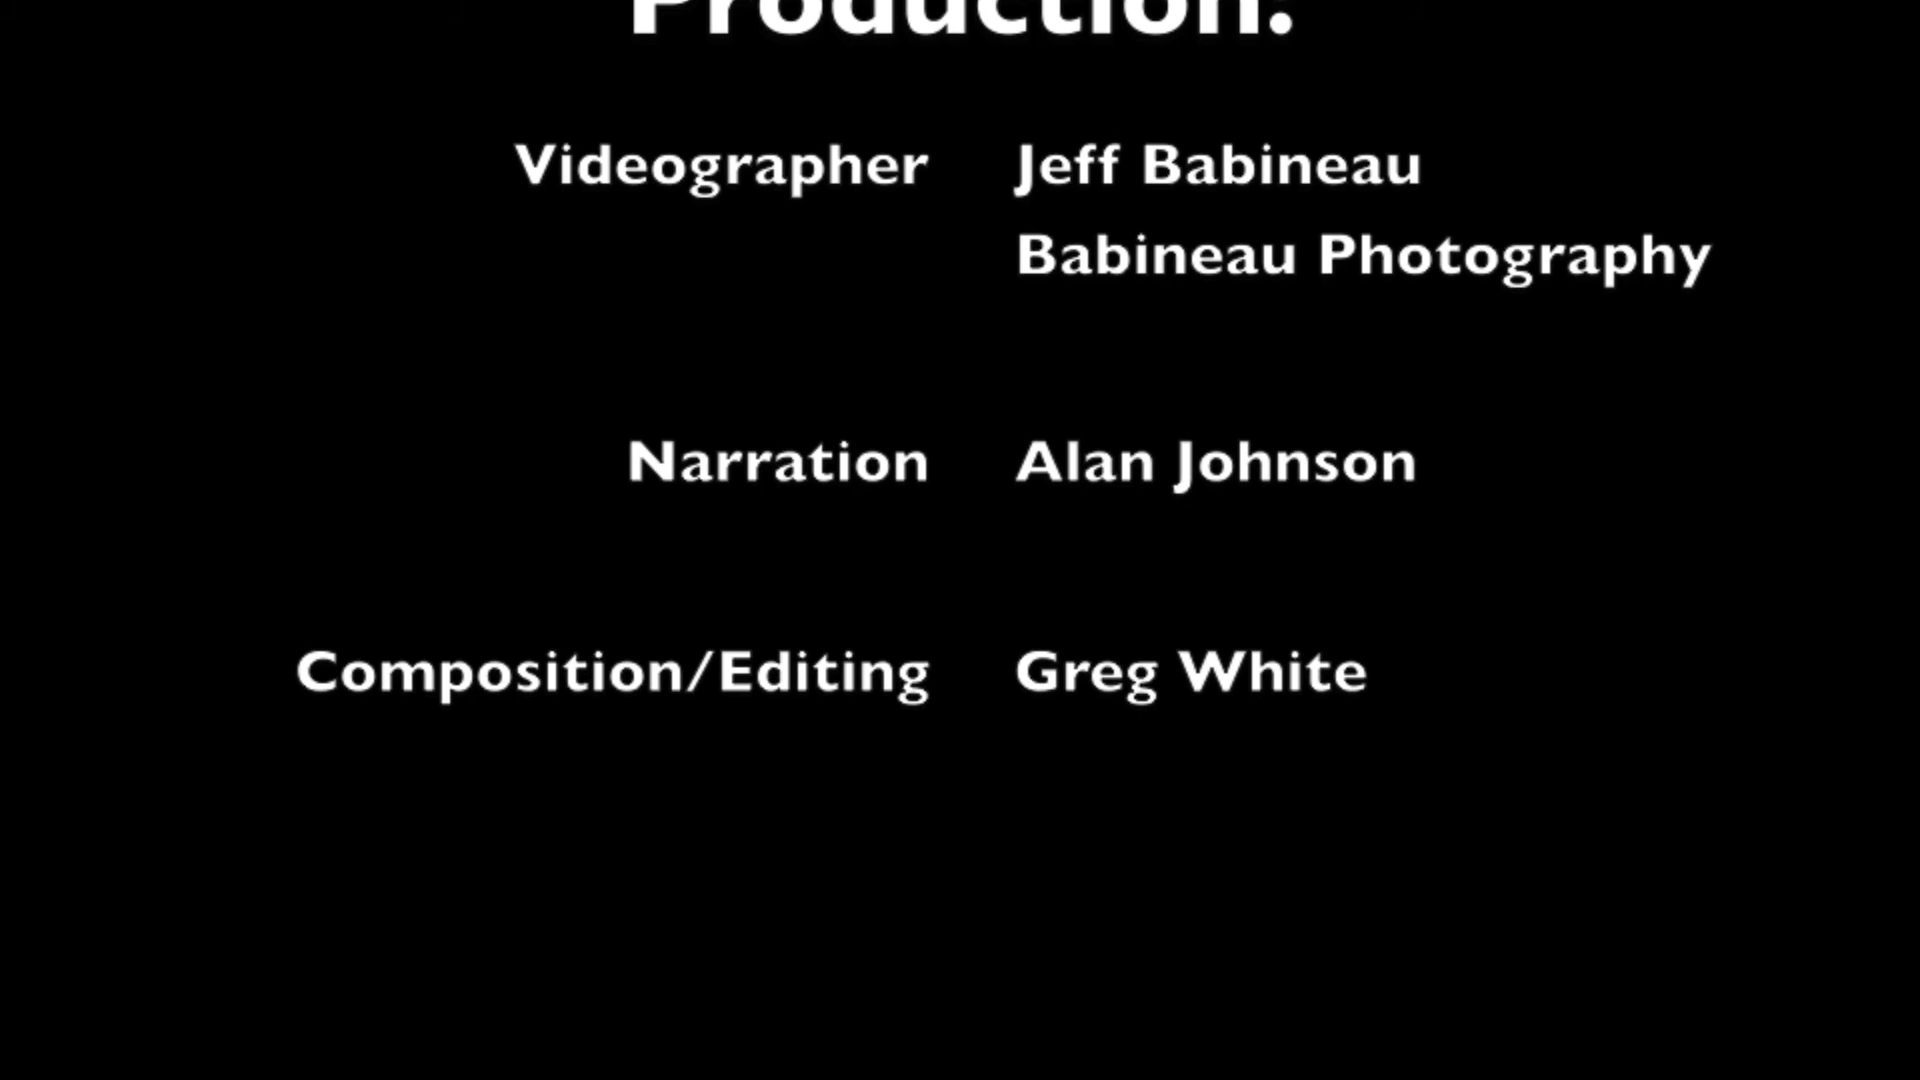 Production:
Videographer Jeff Babineau
Babineau Photography
Narration Alan Johnson
Composition/Editing Greg White